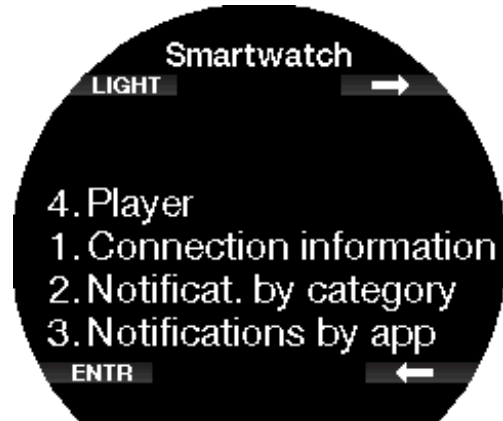 Smartwatch
LIGHT
4. Player
1. Connection information
2. Notificat. by category
3. Notifications by app
ENTR